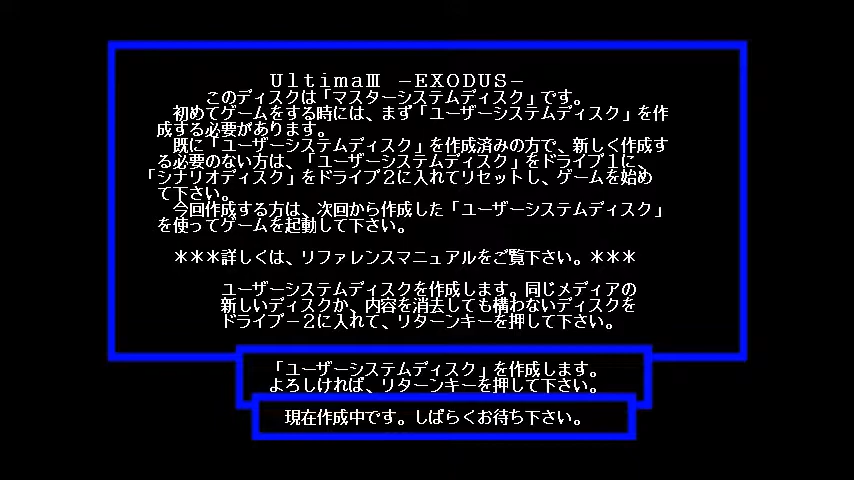 UltimaⅢ −EXODUS−
このディスクは「マスターシステムディスク」です。
初めてゲームをする時には、まず「ユーザーシステムディスク」を作
成する必要があります。
既に「ユーザーシステムディスク」を作成済みの方で、新しく作成す
る必要のない方は、「ユーザーシステムディスク」をドライブ1に、
「シナリオディスク」をドライブ2に入れてリセットし、ゲームを始め
て下さい。
今回作成する方は、次回から作成した「ユーザーシステムディスク」
を使ってゲームを起動して下さい。
***詳しくは、リファレンスマニュアルをご覧下さい。***
ユーザーシステムディスクを作成します。同じメディアの
新しいディスクか、内容を消去しても構わないディスクを
ドライブ−2に入れて、リターンキーを押して下さい。
「ユーザーシステムディスク」を作成します。
よろしければ、リターンキーを押して下さい。
現在作成中です。しばらくお待ち下さい。